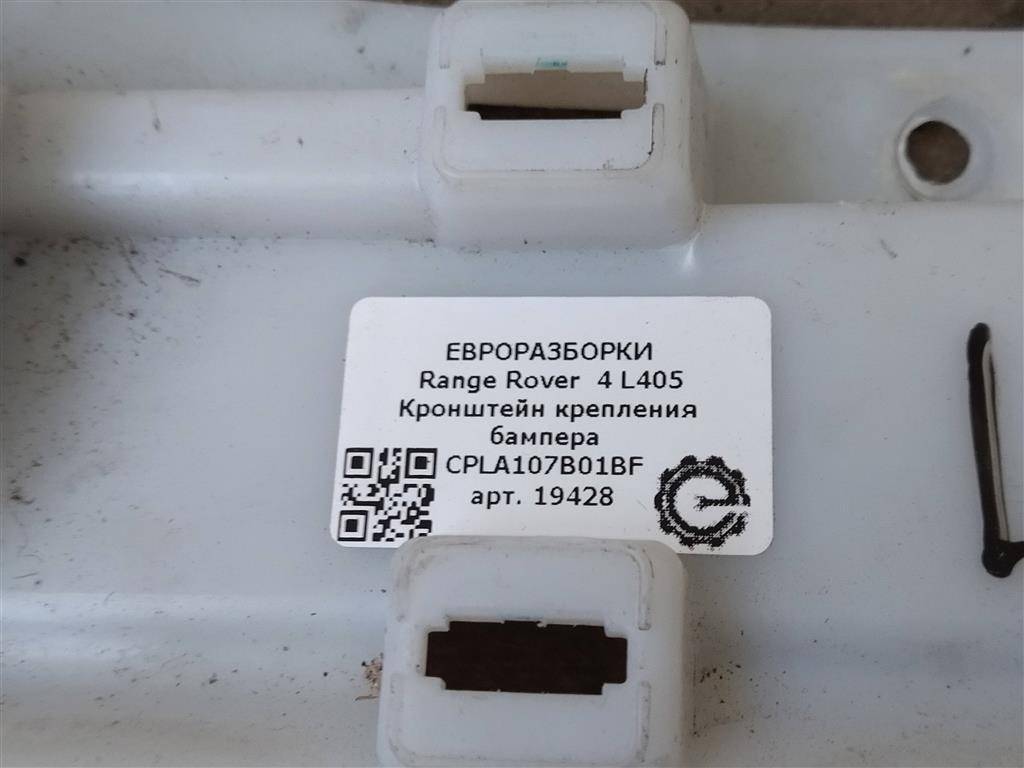 ЕВРОРАЗБОРКИ
Range Rover 4 L405
Кронштейн крепления
бампера
CPLA107B01BF
арт. 19428